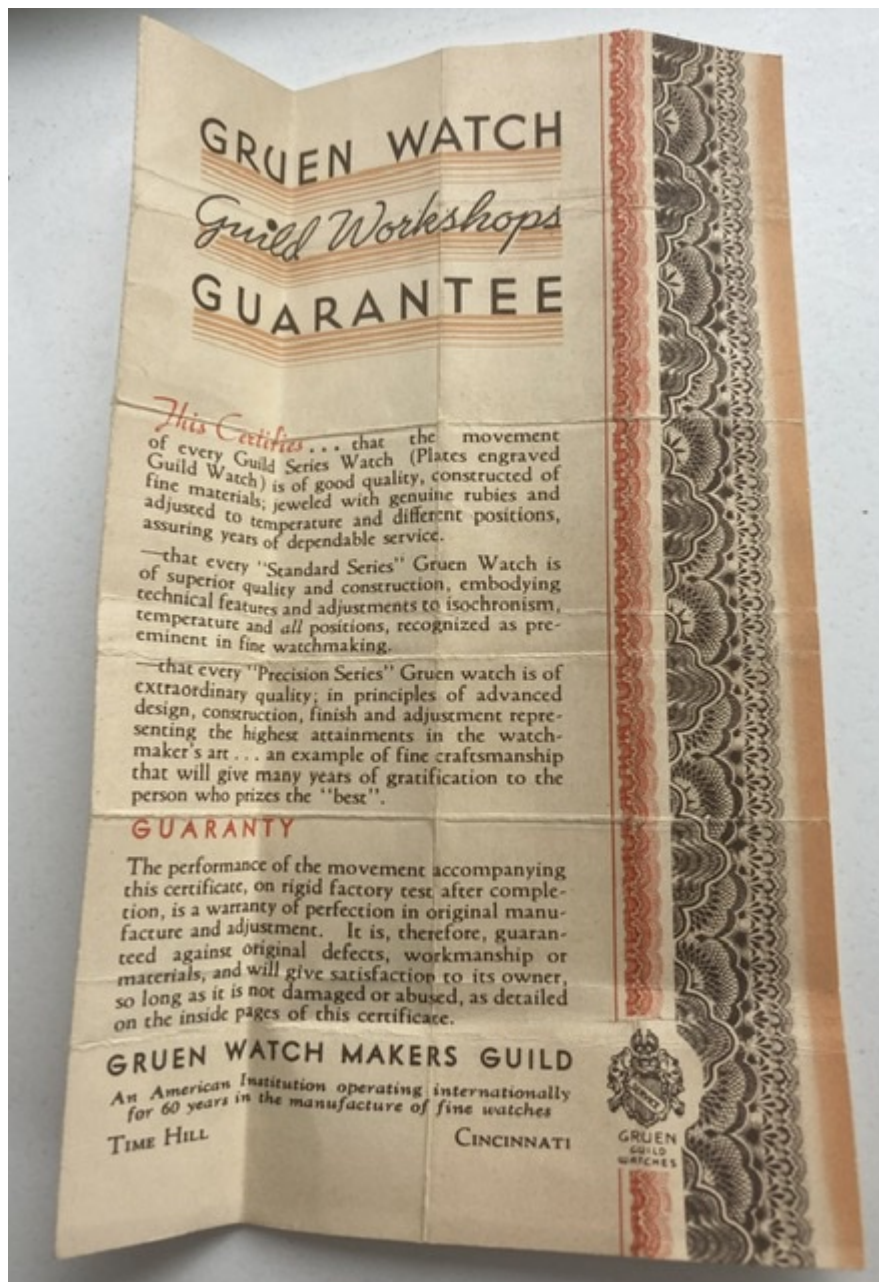 GRUEN WATCH
Guild Workshops
GUARANTEE
This Certifies... that the movement
of every Guild Series Watch (Plates engraved
Guild Watch) is of good quality, constructed of
fine materials; jeweled with genuine rubies and
adjusted to temperature and different positions,
assuring years of dependable service.
—that every "Standard Series" Gruen Watch is
of superior quality and construction, embodying
technical features and adjustments to isochronism,
temperature and all positions, recognized as pre-
eminent in fine watchmaking.
—that every "Precision Series" Gruen watch is of
extraordinary quality; in principles of advanced
design, construction, finish and adjustment repre-
senting the highest attainments in the watch-
maker's art... an example of fine craftsmanship
that will give many years of gratification to the
person who prizes the "best".
GUARANTY
The performance of the movement accompanying
this certificate, on rigid factory test after comple-
tion, is a warranty of perfection in original manu-
facture and adjustment. It is, therefore, guaran-
teed against original defects, workmanship or
materials, and will give satisfaction to its owner,
so long as it is not damaged or abused, as detailed
on the inside pages of this certificate.
GRUEN WATCH MAKERS GUILD
An American Institution operating internationally
for 60 years in the manufacture of fine watches
TIME HILL CINCINNATI
GRUEN
GUILD
WATCHES